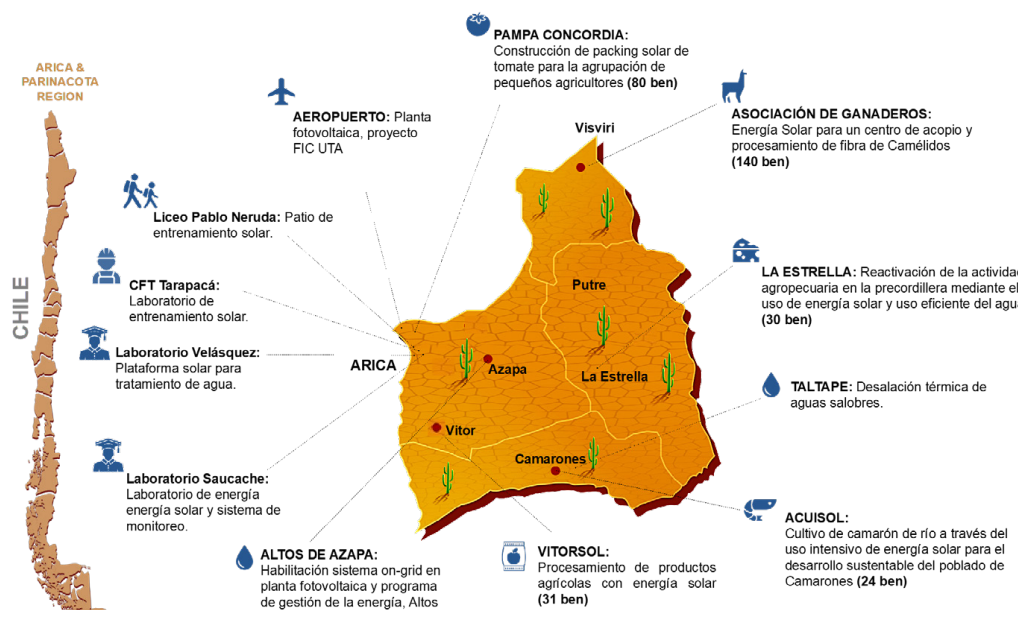 ARICA &
PARINACOTA
REGION
CHILE
PAMPA CONCORDIA:
Construcción de packing solar de
tomate para la agrupación de
pequeños agricultores (80 ben)
AEROPUERTO: Planta
fotovoltaica, proyecto
FIC UTA
ASOCIACIÓN DE GANADEROS:
Energía Solar para un centro de acopio y
procesamiento de fibra de Camélidos
(140 ben)
Visviri
Liceo Pablo Neruda: Patio de
entrenamiento solar.
CFT Tarapacá:
Laboratorio de
entrenamiento solar.
Putre
LA ESTRELLA: Reactivación de la actividad
agropecuaria en la precordillera mediante el
uso de energía solar y uso eficiente del agua
(30 ben)
Laboratorio Velásquez:
Plataforma solar para
tratamiento de agua.
ARICA
Azapa
La Estrella
TALTAPE: Desalación térmica de
aguas salobres.
Vitor
Camarones
Laboratorio Saucache:
Laboratorio de energía
energía solar y sistema de
monitoreo.
ACUISOL:
Cultivo de camarón de río a través del
uso intensivo de energía solar para el
desarrollo sustentable del poblado de
Camarones (24 ben)
ALTOS DE AZAPA:
Habilitación sistema on-grid en
planta fotovoltaica y programa
de gestión de la energía, Altos
VITORSOL:
Procesamiento de productos
agrícolas con energía solar
(31 ben)